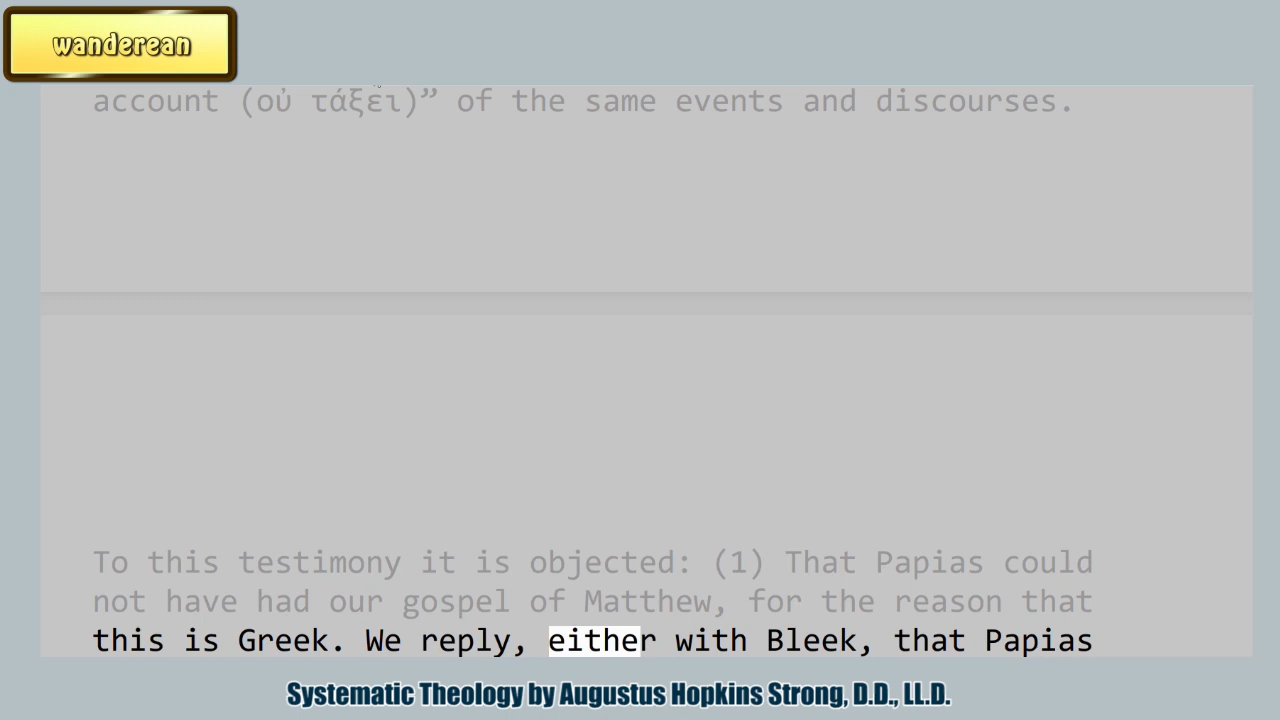 wanderean
account (οὐ τάξει)” of the same events and discourses.
To this testimony it is objected: (1) That Papias could
not have had our gospel of Matthew, for the reason that
this is Greek. We reply, either with Bleek, that Papias
Systematic Theology by Augustus Hopkins Strong, D.D., LL.D.